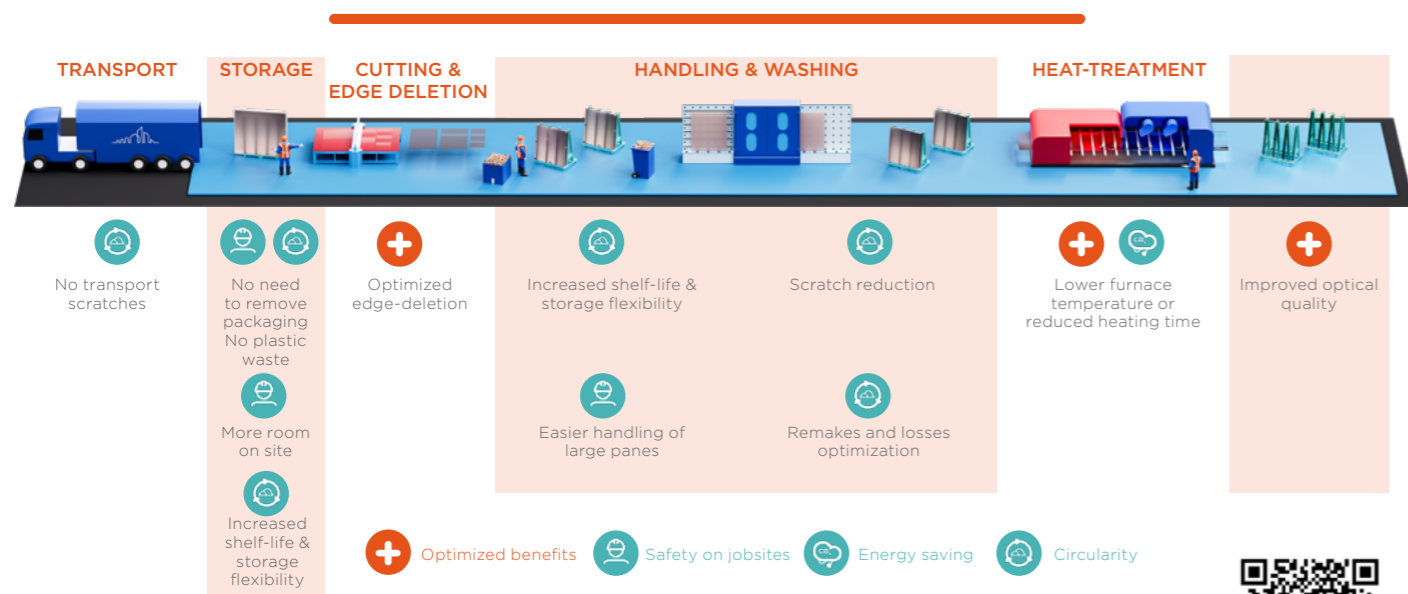 TRANSPORT
STORAGE
CUTTING &
EDGE DELETION
HANDLING & WASHING
HEAT-TREATMENT
No transport
scratches
No need
to remove
packaging
No plastic
waste
More room
on site
Increased
shelf-life &
storage
flexibility
Optimized
edge-deletion
Increased shelf-life &
storage flexibility
Easier handling of
large panes
Scratch reduction
Remakes and losses
optimization
Lower furnace
temperature or
reduced heating time
Improved optical
quality
Optimized benefits
Safety on jobsites
Energy saving
Circularity